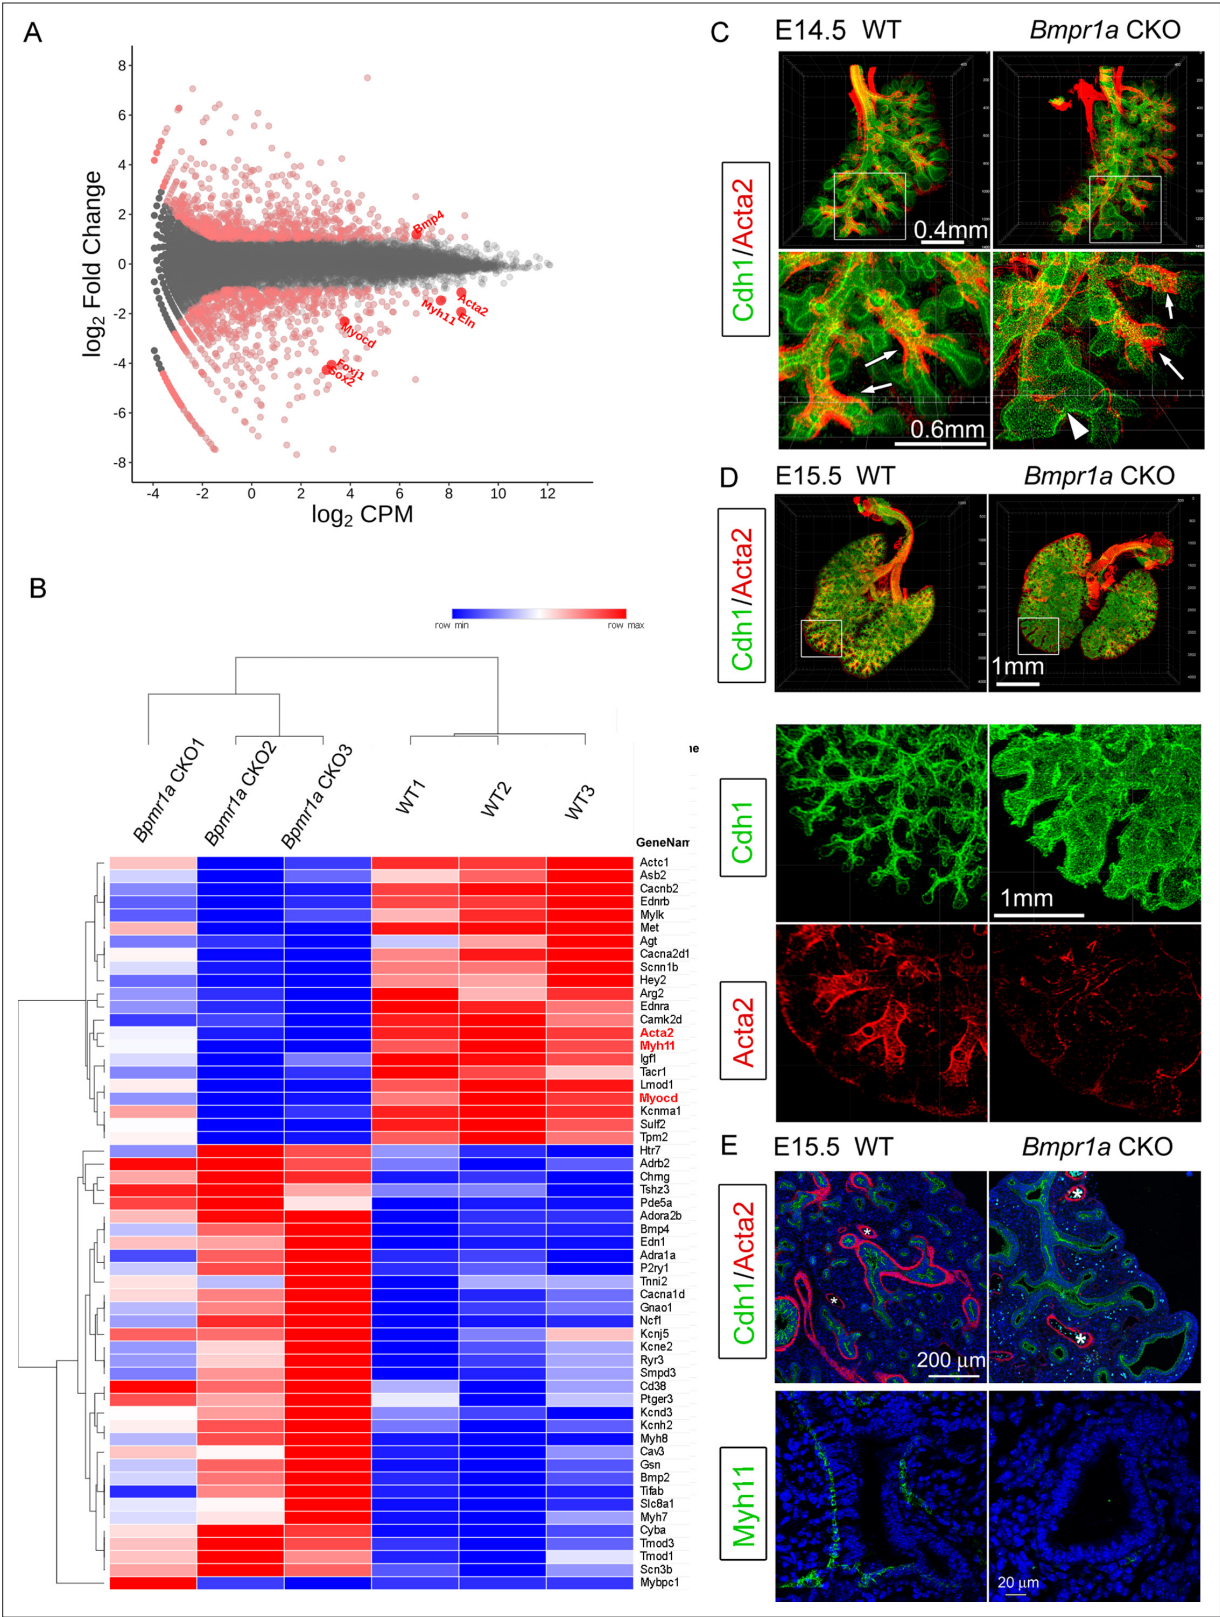 A
log2 Fold Change
8
6
4
2
0
-2
-4
-6
-8
-4
-2
0
2
4
6
8
10
12
log2 CPM
Bmp4
Acta2
Myh11
Eln
Myocd
Foxj1
Sox2
B
row min
row max
Bpmr1a CKO1
Bpmr1a CKO2
Bpmr1a CKO3
WT1
WT2
WT3
GeneNam
Actc1
Asb2
Cacnb2
Ednrb
Mylk
Met
Agt
Cacna2d1
Scnn1b
Hey2
Arg2
Ednra
Camk2d
Acta2
Myh11
Igf1
Tacr1
Lmod1
Myocd
Kcnma1
Sulf2
Tpm2
Htr7
Adrb2
Chrng
Tshz3
Pde5a
Adora2b
Bmp4
Edn1
Adra1a
P2ry1
Tnni2
Cacna1d
Gnao1
Ncf1
Kcnj5
Kcne2
Ryr3
Smpd3
Cd38
Ptger3
Kcnd3
Kcnh2
Myh8
Cav3
Gsn
Bmp2
Tifab
Slc8a1
Myh7
Cyba
Tmod3
Tmod1
Scn3b
Mybpc1
C
E14.5 WT
Bmpr1a CKO
Cdh1/Acta2
0.4mm
0.6mm
D
E15.5 WT
Bmpr1a CKO
Cdh1/Acta2
1mm
Cdh1
1mm
Acta2
E
E15.5 WT
Bmpr1a CKO
Cdh1/Acta2
*
*
*
*
200 µm
Myh11
20 µm